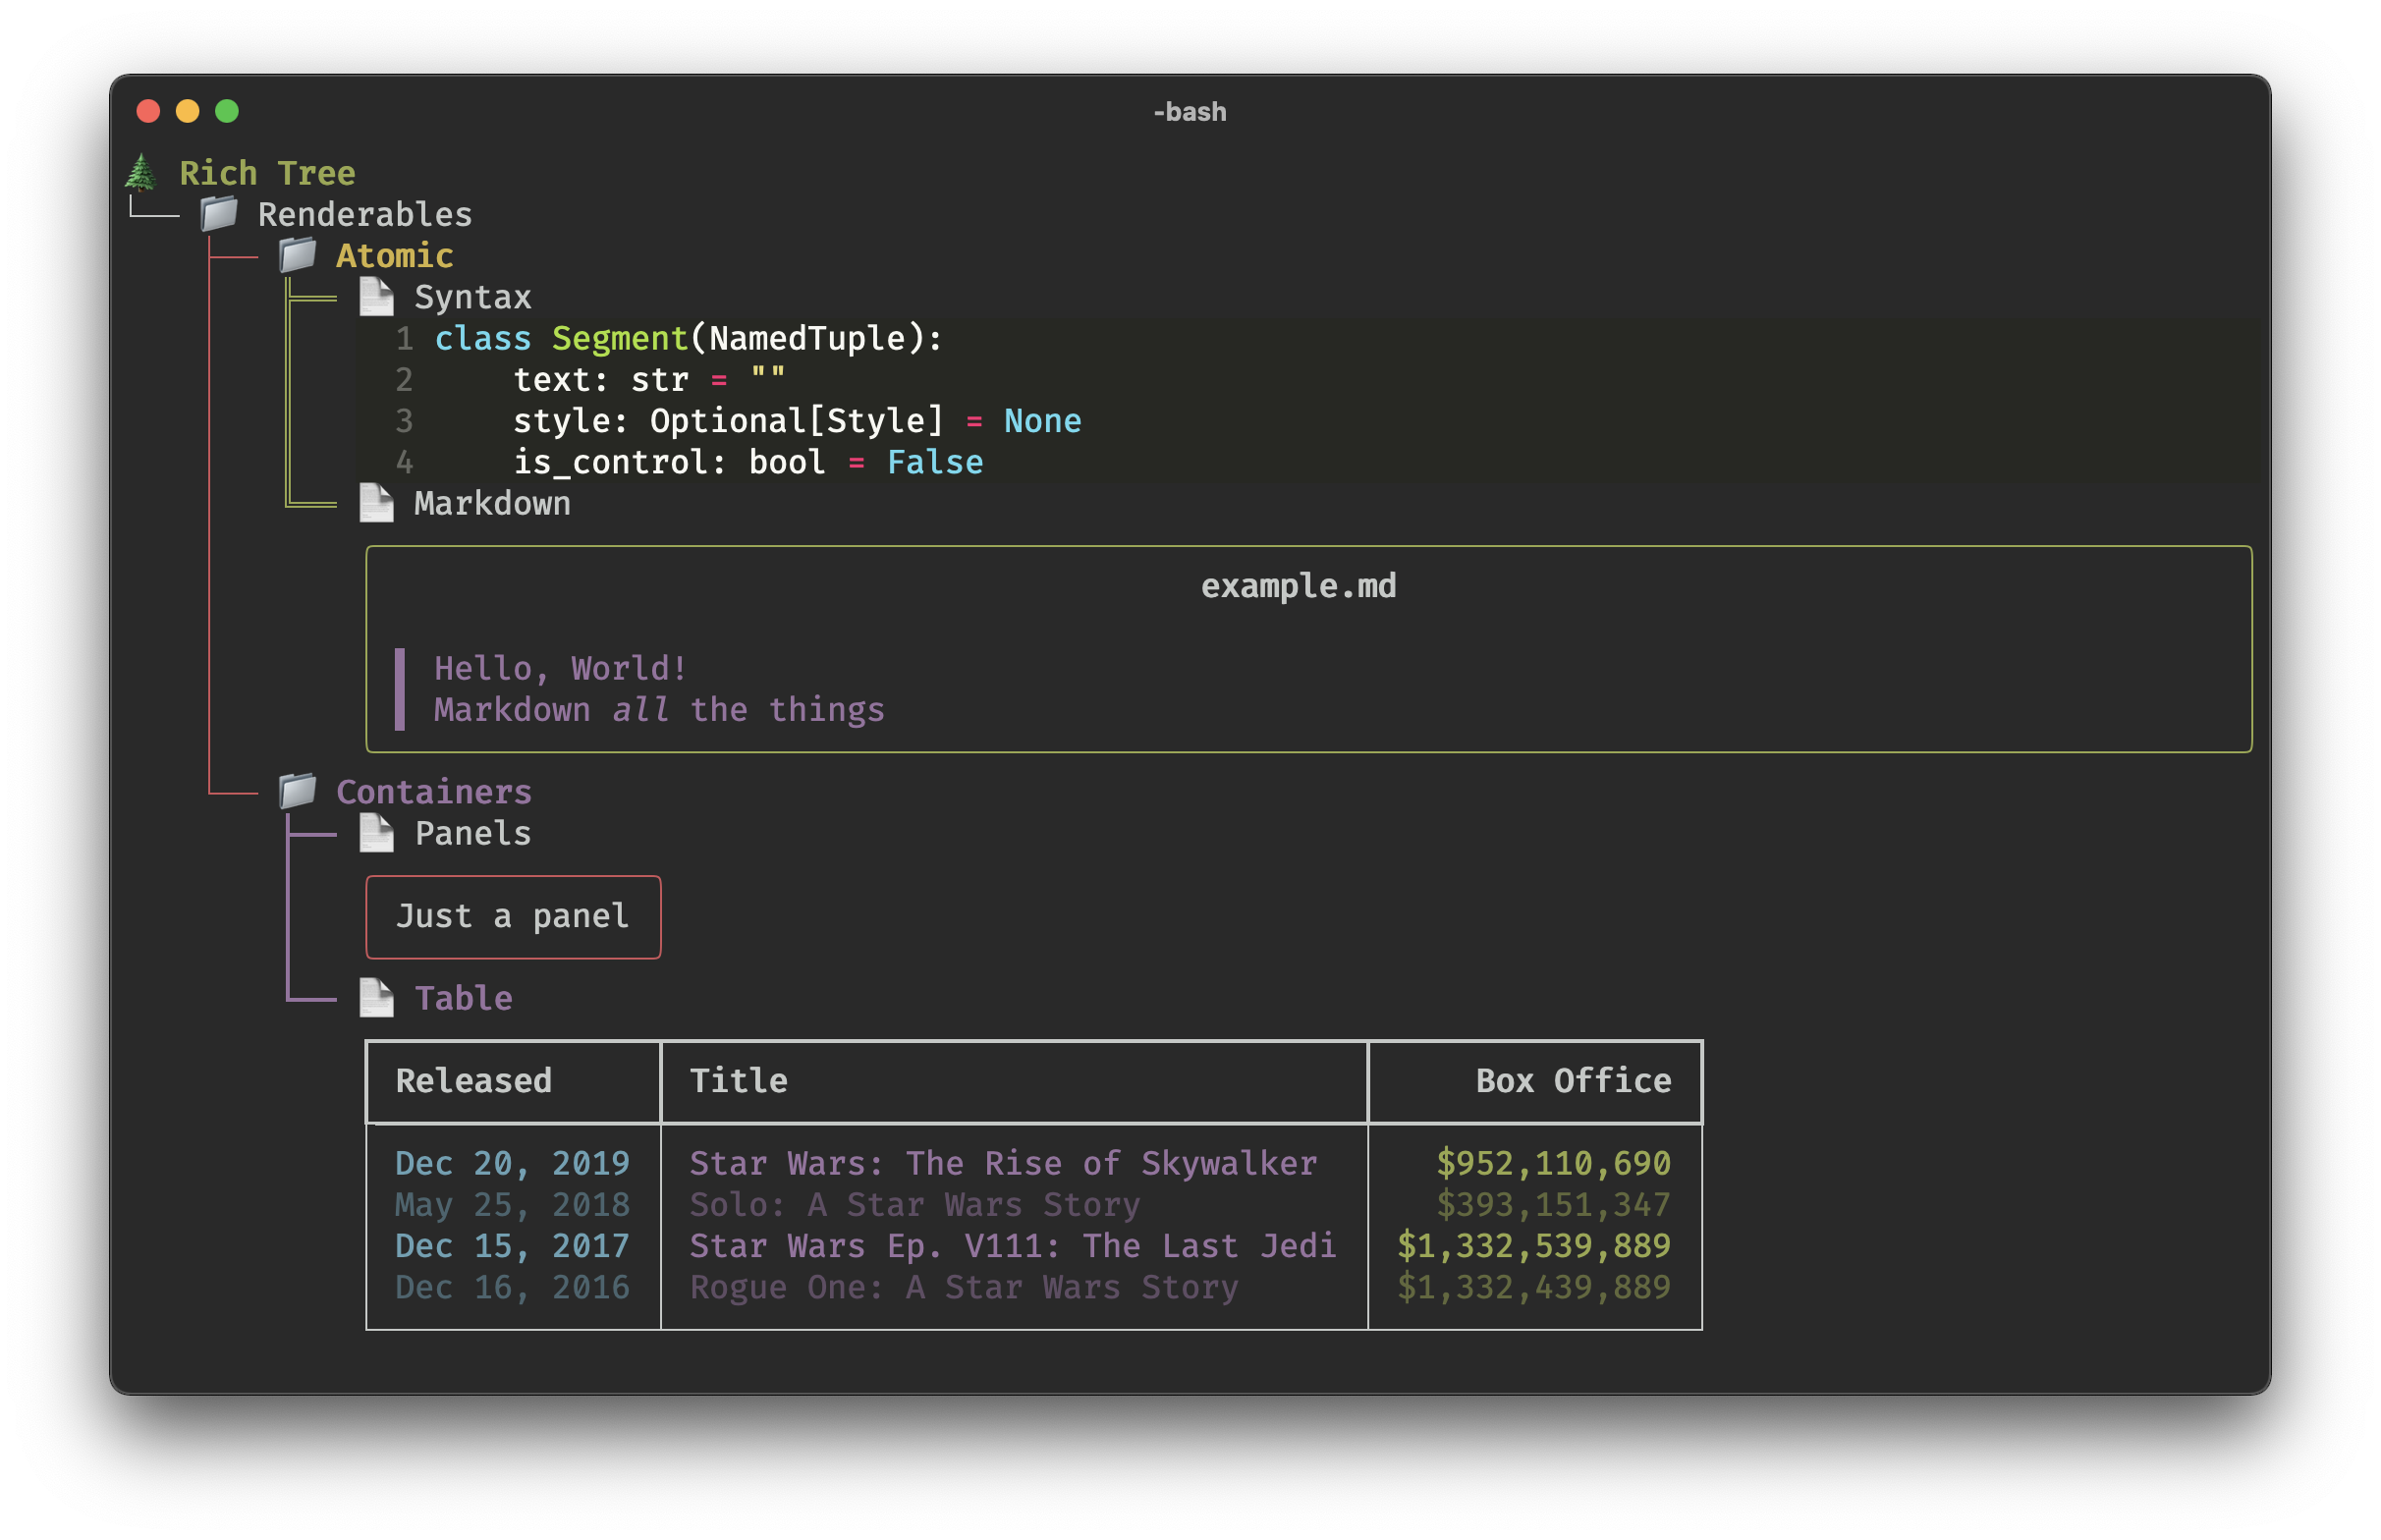 -bash
Rich Tree
Renderables
Atomic
Syntax
1 class Segment(NamedTuple):
2     text: str = ""
3     style: Optional[Style] = None
4     is_control: bool = False
Markdown
example.md
Hello, World!
Markdown all the things
Containers
Panels
Just a panel
Table
Released Title Box Office
Dec 20, 2019 Star Wars: The Rise of Skywalker $952,110,690
May 25, 2018 Solo: A Star Wars Story $393,151,347
Dec 15, 2017 Star Wars Ep. V111: The Last Jedi $1,332,539,889
Dec 16, 2016 Rogue One: A Star Wars Story $1,332,439,889